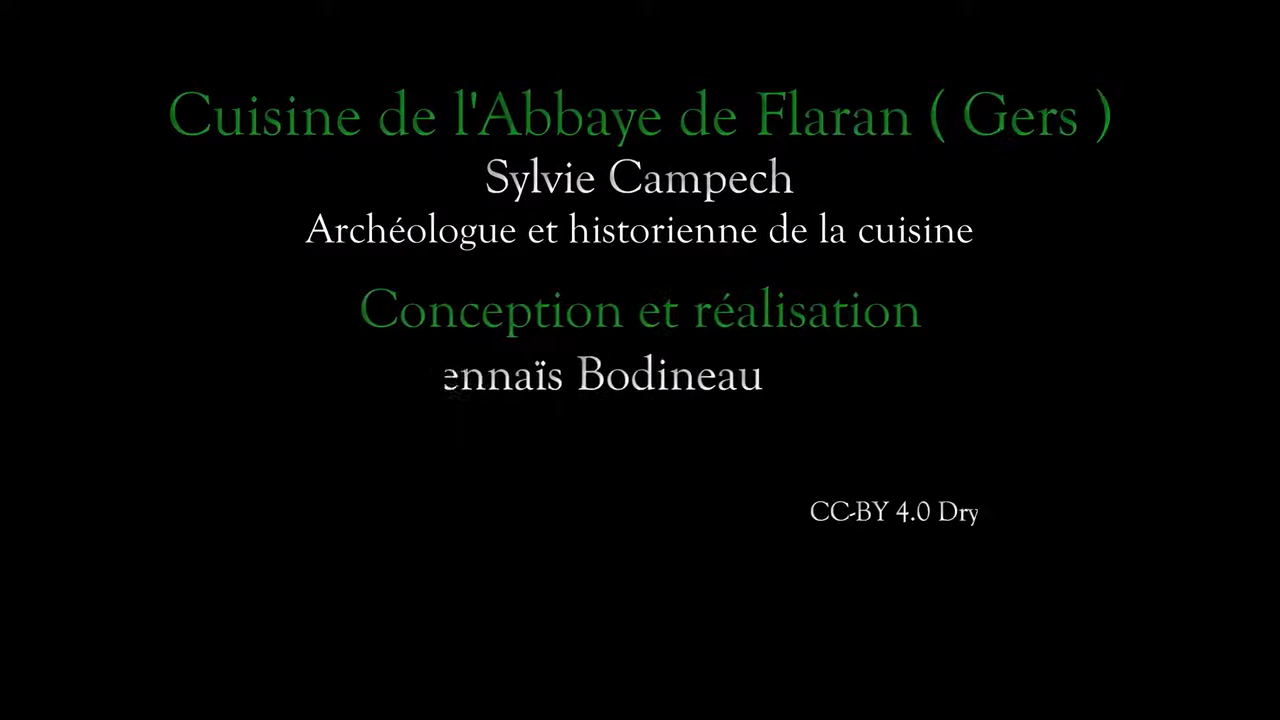 Cuisine de l'Abbaye de Flaran ( Gers )
Sylvie Campech
Archéologue et historienne de la cuisine
Conception et réalisation
ennaïs Bodineau
CC-BY 4.0 Dry